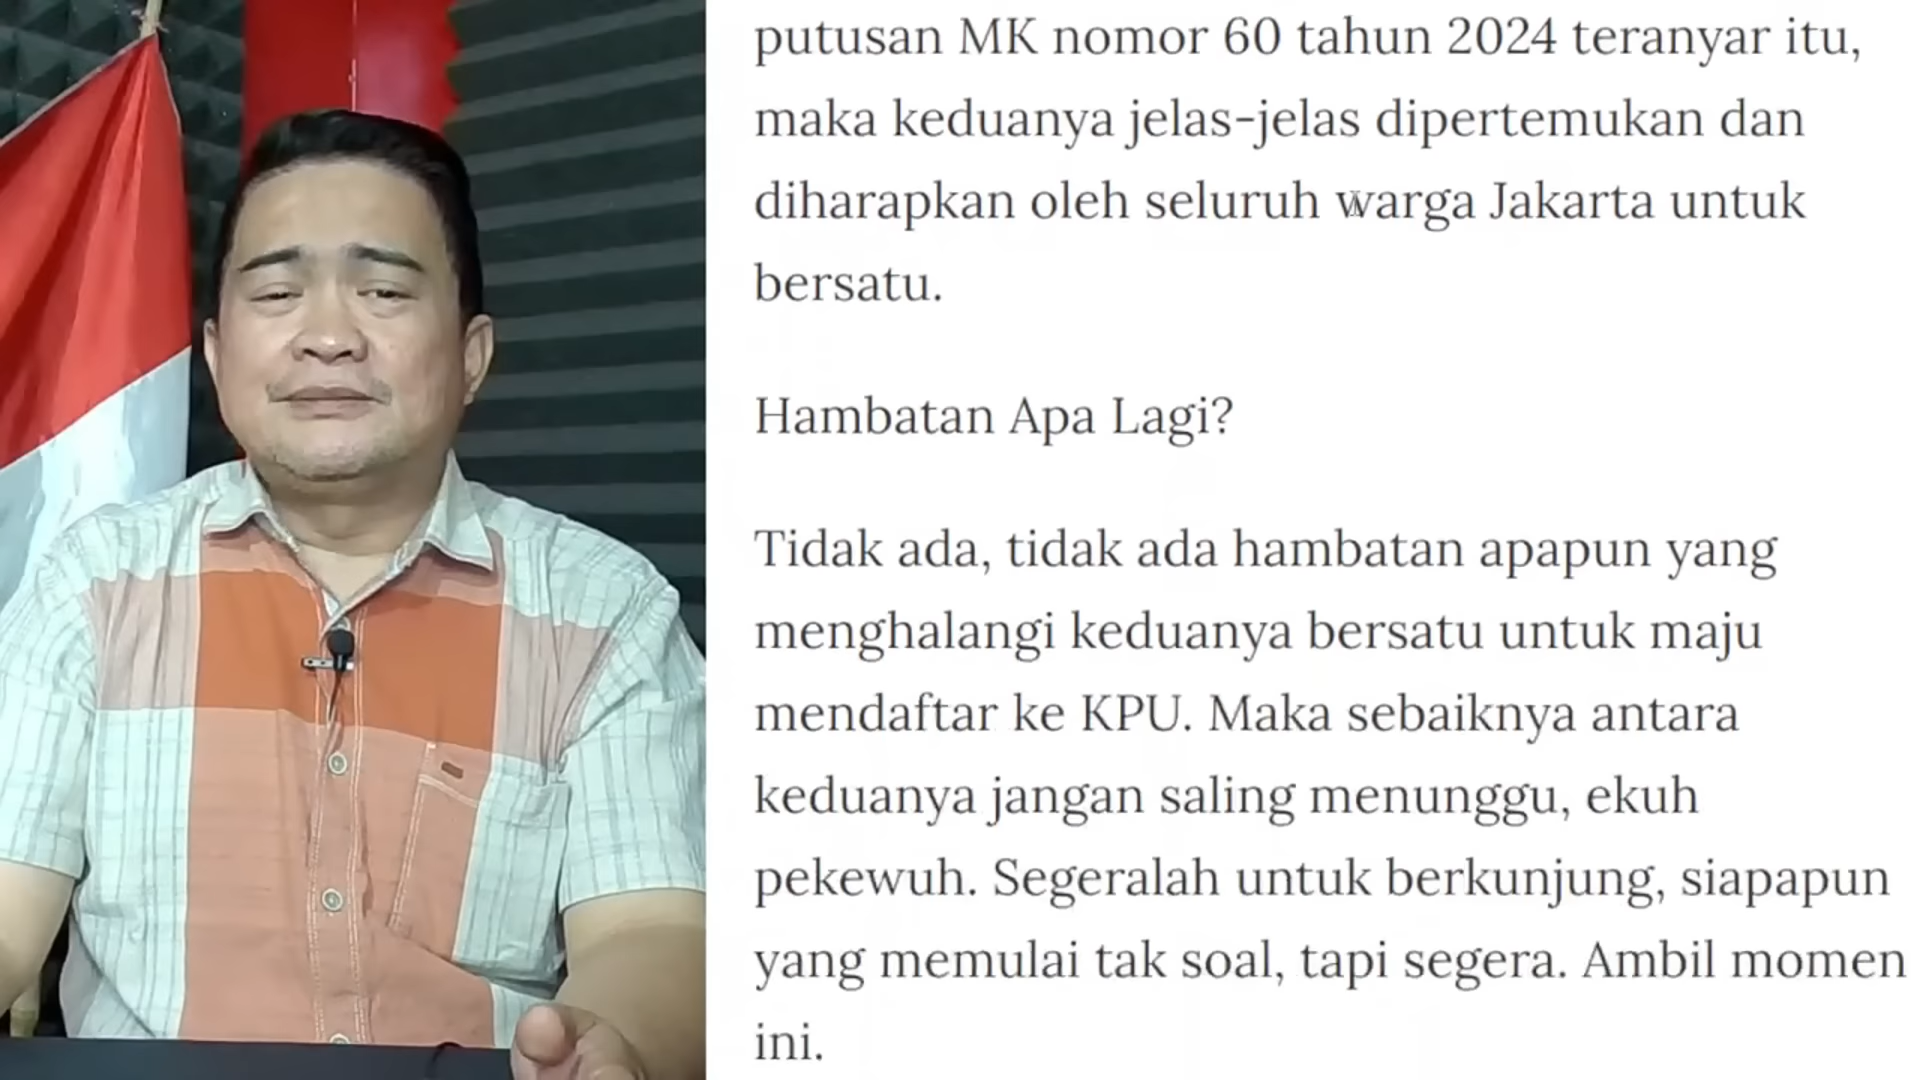 putusan MK nomor 60 tahun 2024 teranyar itu,
maka keduanya jelas-jelas dipertemukan dan
diharapkan oleh seluruh warga Jakarta untuk
bersatu.
Hambatan Apa Lagi?
Tidak ada, tidak ada hambatan apapun yang
menghalangi keduanya bersatu untuk maju
mendaftar ke KPU. Maka sebaiknya antara
keduanya jangan saling menunggu, ekuh
pekewuh. Segeralah untuk berkunjung, siapapun
yang memulai tak soal, tapi segera. Ambil momen
ini.